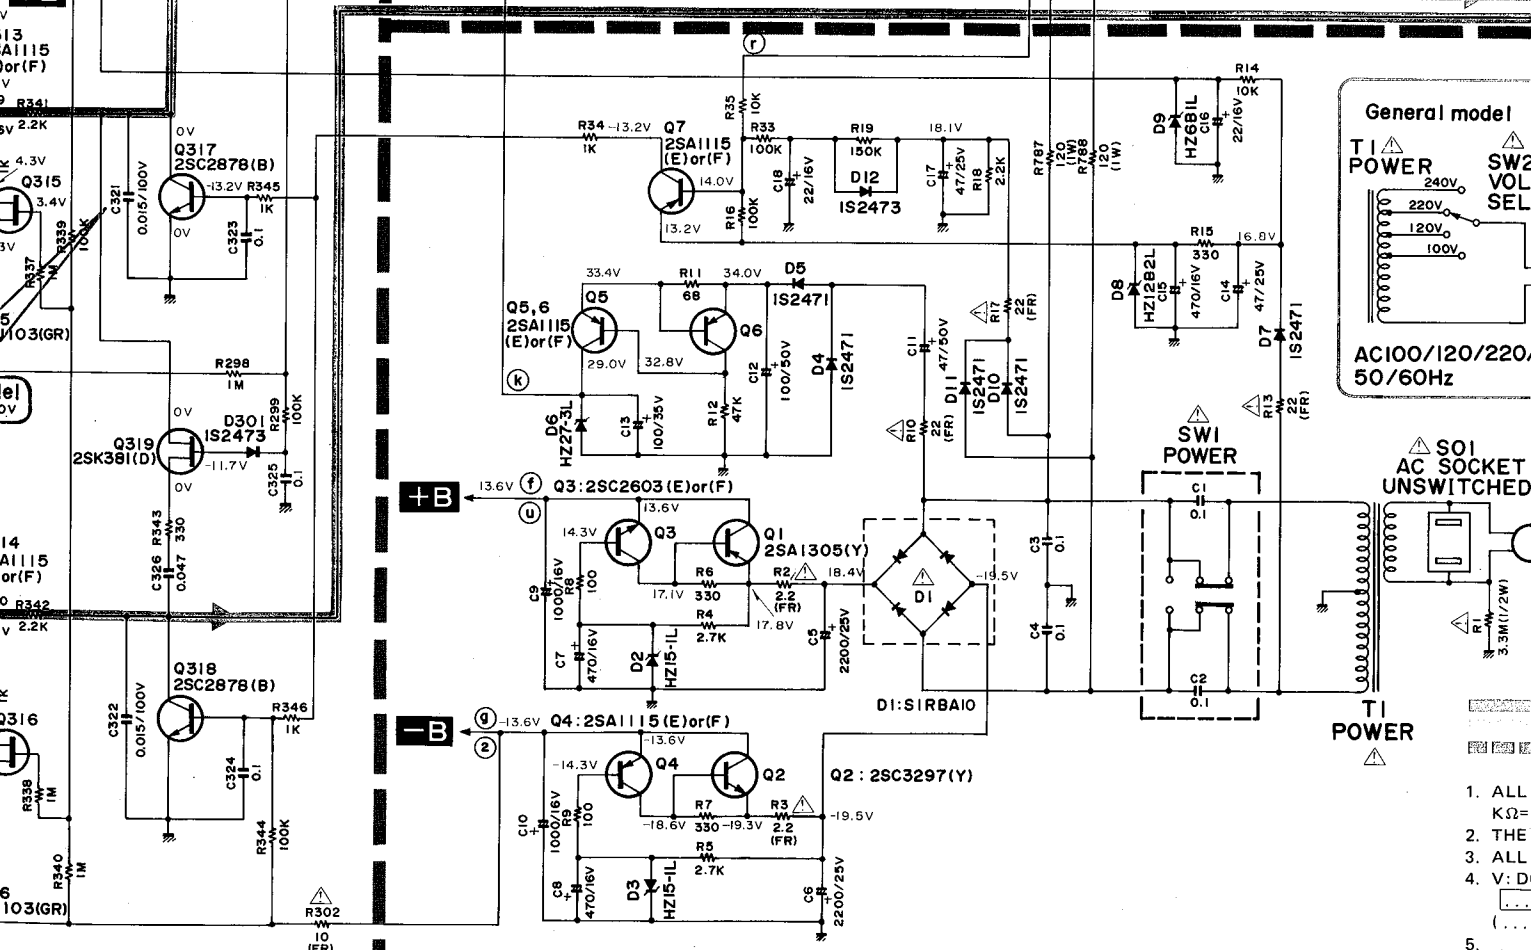 313
SA1115
)or(F)
R341
2.2K
4.3V
Q315
3.4V
R337
1M
R339
100K
1103(GR)
0V
Q317
2SC2878(B)
-13.2V
R345
1K
0V
C321
0.015/100V
C323
0.1
R298
1M
R299
100K
0V
D301
1S2473
Q319
2SK381(D)
-11.7V
0V
C325
0.1
R343
330
C326
0.047
14
A1115
or(F)
R342
2.2K
Q318
2SC2878(B)
Q316
R346
1K
C322
0.015/100V
C324
0.1
R338
1M
R344
100K
R340
1M
103(GR)
R302
10
(FR)
r
R35
10K
R34
1K
-13.2V
Q7
2SA1115
(E)or(F)
14.0V
13.2V
R33
100K
R16
100K
C18
22/16V
R19
150K
D12
1S2473
18.1V
C17
47/25V
R18
2.2K
R787
120
(1W)
R788
120
(1W)
D9
HZ6B1L
C16
22/16V
R14
10K
D8
HZ12B2L
C15
470/16V
R15
330
16.8V
C14
47/25V
D7
1S2471
R13
22
(FR)
33.4V
R11
68
34.0V
D5
1S2471
Q5,6
2SA1115
(E)or(F)
Q5
Q6
29.0V
32.8V
k
D6
HZ27-3L
C13
100/35V
R12
47K
C12
100/50V
D4
1S2471
C11
47/50V
R10
22
(FR)
R17
22
(FR)
D11
1S2471
D10
1S2471
+B
13.6V
f
u
Q3:2SC2603(E)or(F)
13.6V
14.3V
Q3
Q1
2SA1305(Y)
C9
1000/16V
R8
100
R6
330
17.1V
R2
2.2
(FR)
18.4V
17.8V
R4
2.7K
C7
470/16V
D2
HZ15-1L
C5
2200/25V
D1
-19.5V
D1:S1RBA10
C3
0.1
C4
0.1
SW1
POWER
C1
0.1
C2
0.1
T1
POWER
-B
g
2
-13.6V
Q4:2SA1115(E)or(F)
-13.6V
-14.3V
Q4
Q2
Q2:2SC3297(Y)
C10
1000/16V
R9
100
-18.6V
R7
330
-19.3V
R3
2.2
(FR)
-19.5V
R5
2.7K
C8
470/16V
D3
HZ15-1L
C6
2200/25V
General model
T1
POWER
SW2
VOL
SEL
240V
220V
120V
100V
AC100/120/220/
50/60Hz
SO1
AC SOCKET
UNSWITCHED
R1
3.3M(1/2W)
1. ALL
KΩ=
2. THE
3. ALL
4. V: D
5.